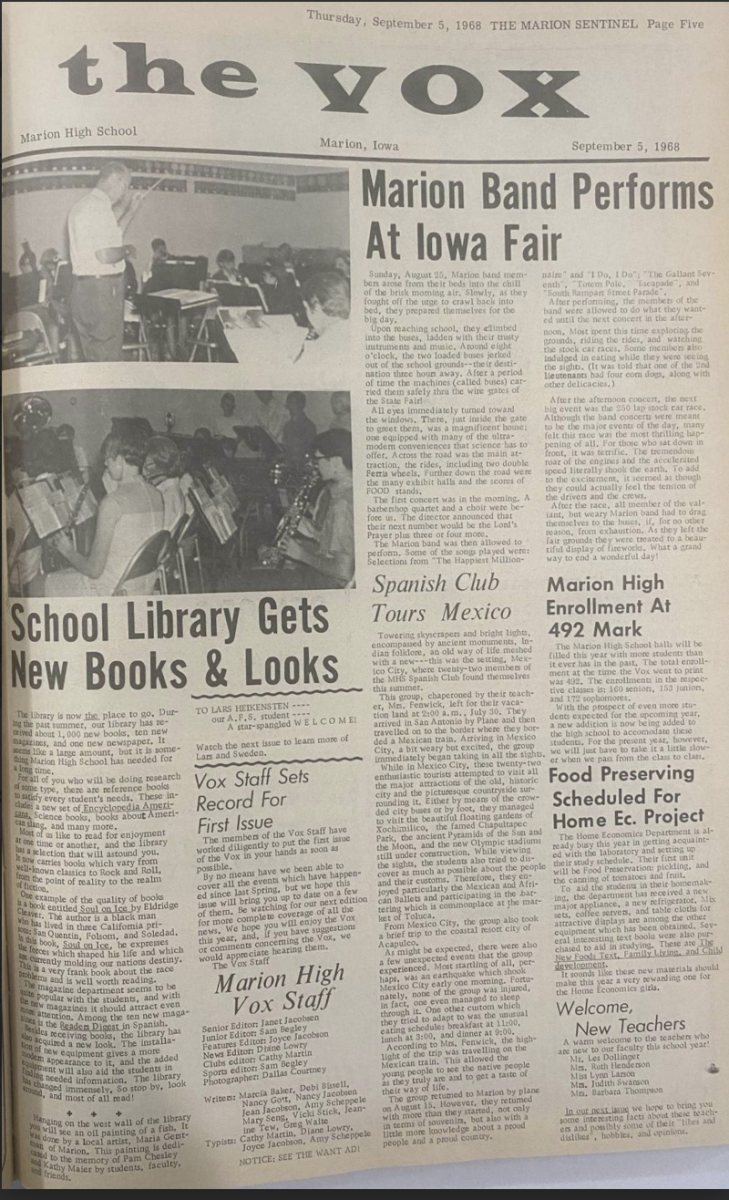 Thursday, September 5, 1968 THE MARION SENTINEL Page Five
the VOX
Marion High School
Marion, Iowa
September 5, 1968
Marion Band Performs
At Iowa Fair
Sunday, August 25, Marion band mem-
bers arose from their beds into the chill
of the brisk morning air. Slowly, as they
fought off the urge to crawl back into
bed, they prepared themselves for the
big day.
Upon reaching school, they climbed
into the buses, ladden with their trusty
instruments and music. Around eight
o'clock, the two loaded buses jerked
out of the school grounds--their desti-
nation three hours away. After a period
of time the machines (called buses) car-
ried them safely thru the wire gates of
the State Fair!
All eyes immediately turned toward
the windows. There, just inside the gate
to greet them, was a magnificent home;
one equipped with many of the ultra-
modern conveniences that science has to
offer. Across the road was the main at-
traction, the rides, including two double
Ferris wheels. Further down the road were
the many exhibit halls and the scores of
FOOD stands.
The first concert was in the morning. A
barbershop quartet and a choir were be-
fore us. The director announced that
their next number would be the Lord's
Prayer plus three or four more.
The Marion band was then allowed to
perform. Some of the songs played were:
Selections from "The Happiest Million-
naire" and "I Do, I Do"; "The Gallant Sev-
enth", "Totem Pole, "Escapade", and
"South Rampart Street Parade".
After performing, the members of the
band were allowed to do what they want-
ed until the next concert in the after-
noon. Most spent this time exploring the
grounds, riding the rides, and watching
the stock car races. Some members also
indulged in eating while they were seeing
the sights. (It was told that one of the 2nd
lieutenants had four corn dogs, along with
other delicacies.)
After the afternoon concert, the next
big event was the 250 lap stock car race.
Although the band concerts were meant
to be the major events of the day, many
felt this race was the most thrilling hap-
pening of all. For those who sat down in
front, it was terrific. The tremendous
roar of the engines and the accelerated
speed literally shook the earth. To add
to the excitement, it seemed as though
they could actually feel the tension of
the drivers and the crews.
After the race, all member of the val-
iant, but weary Marion band had to drag
themselves to the buses, if, for no other
reason, from exhaustion. As they left the
fair grounds they were treated to a beau-
tiful display of fireworks. What a grand
way to end a wonderful day!
School Library Gets
New Books & Looks
The library is now the place to go. Dur-
ing the past summer, our library has re-
ceived about 1,000 new books, ten new
magazines, and one new newspaper. It
seems like a large amount, but it is some-
thing Marion High School has needed for
a long time.
For all of you who will be doing research
of some type, there are reference books
to satisfy every student's needs. These in-
clude: a new set of Encyclopedia Ameri-
cana, Science books, books about Ameri-
can slang, and many more.
Most of us like to read for enjoyment
at one time or another, and the library
has a selection that will astound you.
It now carries books which vary from
well-known classics to Rock and Roll,
from the point of reality to the realm
of fiction.
One example of the quality of books
is a book entitled Soul on Ice by Eldridge
Cleaver. The author is a black man
who has lived in three California pri-
sons San Quentin, Folsom, and Soledad.
In this book, Soul on Ice, he expresses
the forces which shaped his life and which
are currently molding our nations destiny.
This is a very frank book about the race
problems and is well worth reading.
The magazine department seems to be
quite popular with the students, and with
the new magazines it should attract even
more attention. Among the ten new maga-
zines is the Readers Digest in Spanish.
Besides receiving books, the library has
also acquired a new look. The installa-
tion of new equipment gives a more
modern appearance to it, and the added
equipment will also aid the students in
finding needed information. The library
has changed immensely. So stop by, look
around, and most of all read!
Hanging on the west wall of the library
you will see an oil painting of a fish. It
was done by a local artist, Maria Gent-
of Marion. This painting is dedi-
cated to the memory of Pam Chealey
and Kathy Maier by students, faculty,
and friends.
TO LARS HEIKENSTEN ----
our A.F.S. student ----
A star-spangled WELCOME!
Watch the next issue to learn more of
Lars and Sweden.
Vox Staff Sets
Record For
First Issue
The members of the Vox Staff have
worked diligently to put the first issue
of the Vox in your hands as soon as
possible.
By no means have we been able to
cover all the events which have happen-
ed since last Spring, but we hope this
issue will bring you up to date on a few
of them. Be watching for our next edition
for more complete coverage of all the
news. We hope you will enjoy the Vox
this year, and, if you have suggestions
or comments concerning the Vox, we
would appreciate hearing them.
The Vox Staff
Marion High
Vox Staff
Senior Editor: Janet Jacobsen
Junior Editor: Sam Begley
Features Editor: Joyce Jacobson
News Editor: Diane Lowry
Clubs editor: Cathy Martin
Sports editor: Sam Begley
Photographer: Dallas Courtney
Writers: Marcia Baker, Debi Bissell,
Nancy Gott, Nancy Jacobsen
Jean Jacobson, Amy Scheppele
Mary Seng, Vicki Stick, Jean-
ine Tew, Greg Waite
Typists: Cathy Martin, Diane Lowry,
Joyce Jacobson, Amy Scheppele
NOTICE: SEE THE WANT AD!
Spanish Club
Tours Mexico
Towering skyscrapers and bright lights,
encompassed by ancient monuments, In-
dian folklore, an old way of life meshed
with a new---this was the setting, Mex-
ico City, where twenty-two members of
the MHS Spanish Club found themselves
this summer.
This group, chaperoned by their teach-
er, Mrs. Fenwick, left for their vaca-
tion land at 9:00 a.m., July 30. They
arrived in San Antonio by Plane and then
travelled on to the border where they bor-
ded a Mexican train. Arriving in Mexico
City, a bit weary but excited, the group
immediately began taking in all the sights.
While in Mexico City, these twenty-two
enthusiastic tourists attempted to visit all
the major attractions of the old, historic
city and the picturesque countryside sur-
rounding it. Either by means of the crow-
ded city buses or by foot, they managed
to visit the beautiful floating gardens of
Xochimilico, the famed Chapultapec
Park, the ancient Pyramids of the Sun and
the Moon, and the new Olympic stadiums
still under construction. While viewing
the sights, the students also tried to dis-
cover as much as possible about the people
and their customs. Therefore, they en-
joyed particularly the Mexican and Afri-
can Ballets and participating in the bar-
tering which is commonplace at the mar-
ket of Toluca.
From Mexico City, the group also took
a brief trip to the coastal resort city of
Acapulco.
As might be expected, there were also
a few unexpected events that the group
experienced. Most startling of all, per-
haps, was an earthquake which shook
Mexico City early one morning. Fortu-
nately, none of the group was injured,
in fact, one even managed to sleep
through it. One other custom which
they tried to adapt to was the unusual
eating schedule: breakfast at 11:00,
lunch at 3:00, and dinner at 9:00.
According to Mrs. Fenwick, the high-
light of the trip was travelling on the
Mexican train. This allowed the
young people to see the native people
as they truly are and to get a taste of
their way of life.
The group returned to Marion by plane
on August 15. However, they returned
with more than they started, not only
in terms of souvenirs, but also with a
little more knowledge about a proud
people and a proud country.
Marion High
Enrollment At
492 Mark
The Marion High School halls will be
filled this year with more students than
it ever has in the past. The total enroll-
ment at the time the Vox went to print
was 492. The enrollments in the respec-
tive classes is: 160 seniors, 153 juniors,
and 172 sophomores.
With the prospect of even more stu-
dents expected for the upcoming year,
a new addition is now being added to
the high school to accomodate these
students. For the present year, however,
we will just have to take it a little slow-
er when we pass from the class to class.
Food Preserving
Scheduled For
Home Ec. Project
The Home Economics Department is al-
ready busy this year in getting acquaint-
ed with the laboratory and setting up
their study schedule. Their first unit
will be Food Preservation: pickling, and
the canning of tomatoes and fruit.
To aid the students in their homemak-
ing, the department has received a new
major appliance, a new refrigerator. Mix
sets, coffee servers, and table cloths for
attractive displays are among the other
equipment which has been obtained. Sev-
eral interesting text books were also pur-
chased to aid in studying. These are The
New Foods Text, Family Living, and Child
development.
It sounds like these new materials should
make this year a very rewarding one for
the Home Economics girls.
Welcome,
New Teachers
A warm welcome to the teachers who
are new to our faculty this school year!
Mr. Les Dollinger
Mrs. Ruth Henderson
Miss Lynn Larson
Mrs. Judith Swanson
Mrs. Barbara Thompson
In our next issue we hope to bring you
some interesting facts about these teach-
ers and possibly some of their "likes and
dislikes", hobbies, and opinions.